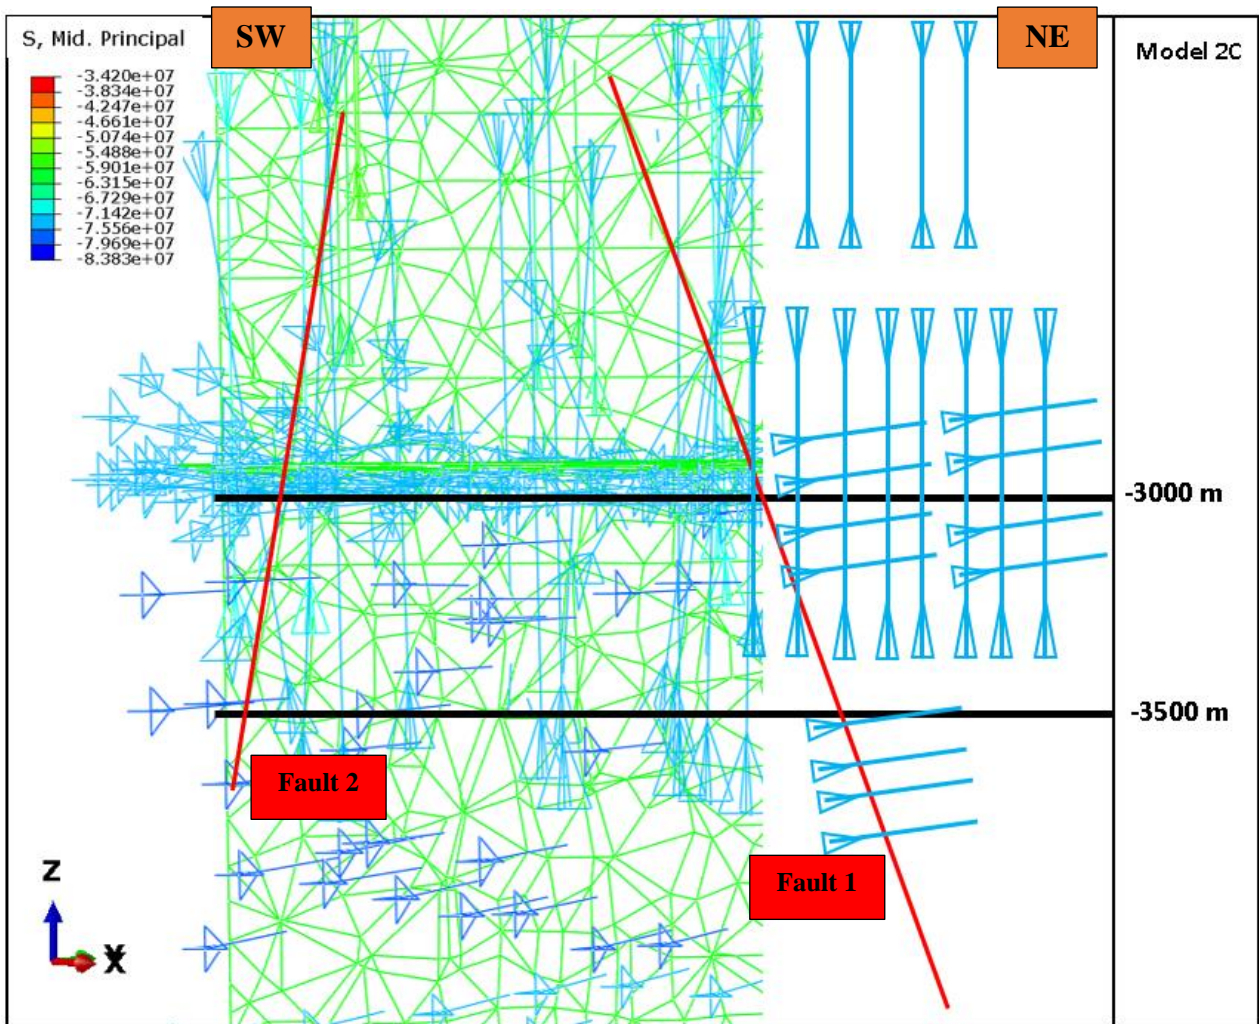 S, Mid. Principal
SW
NE
Model 2C
-3.420e+07
-3.834e+07
-4.247e+07
-4.661e+07
-5.074e+07
-5.488e+07
-5.901e+07
-6.315e+07
-6.729e+07
-7.142e+07
-7.556e+07
-7.969e+07
-8.383e+07
-3000 m
-3500 m
Fault 2
Fault 1
Z
Y
X